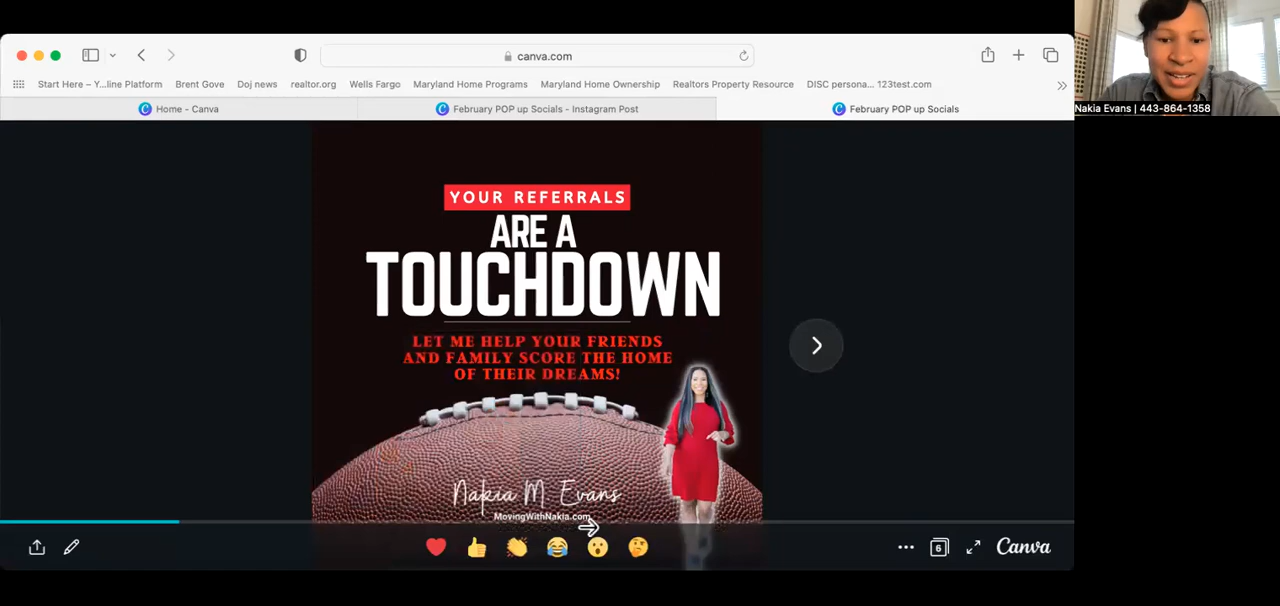 canva.com
Start Here – Y...line Platform
Brent Gove
Doj news
realtor.org
Wells Fargo
Maryland Home Programs
Maryland Home Ownership
Realtors Property Resource
DISC persona... 123test.com
Home - Canva
February POP up Socials - Instagram Post
February POP up Socials
Nakia Evans | 443-864-1358
YOUR REFERRALS
ARE A
TOUCHDOWN
LET ME HELP YOUR FRIENDS
AND FAMILY SCORE THE HOME
OF THEIR DREAMS!
Nakia M Evans
MovingWithNakia.com
6
Canva